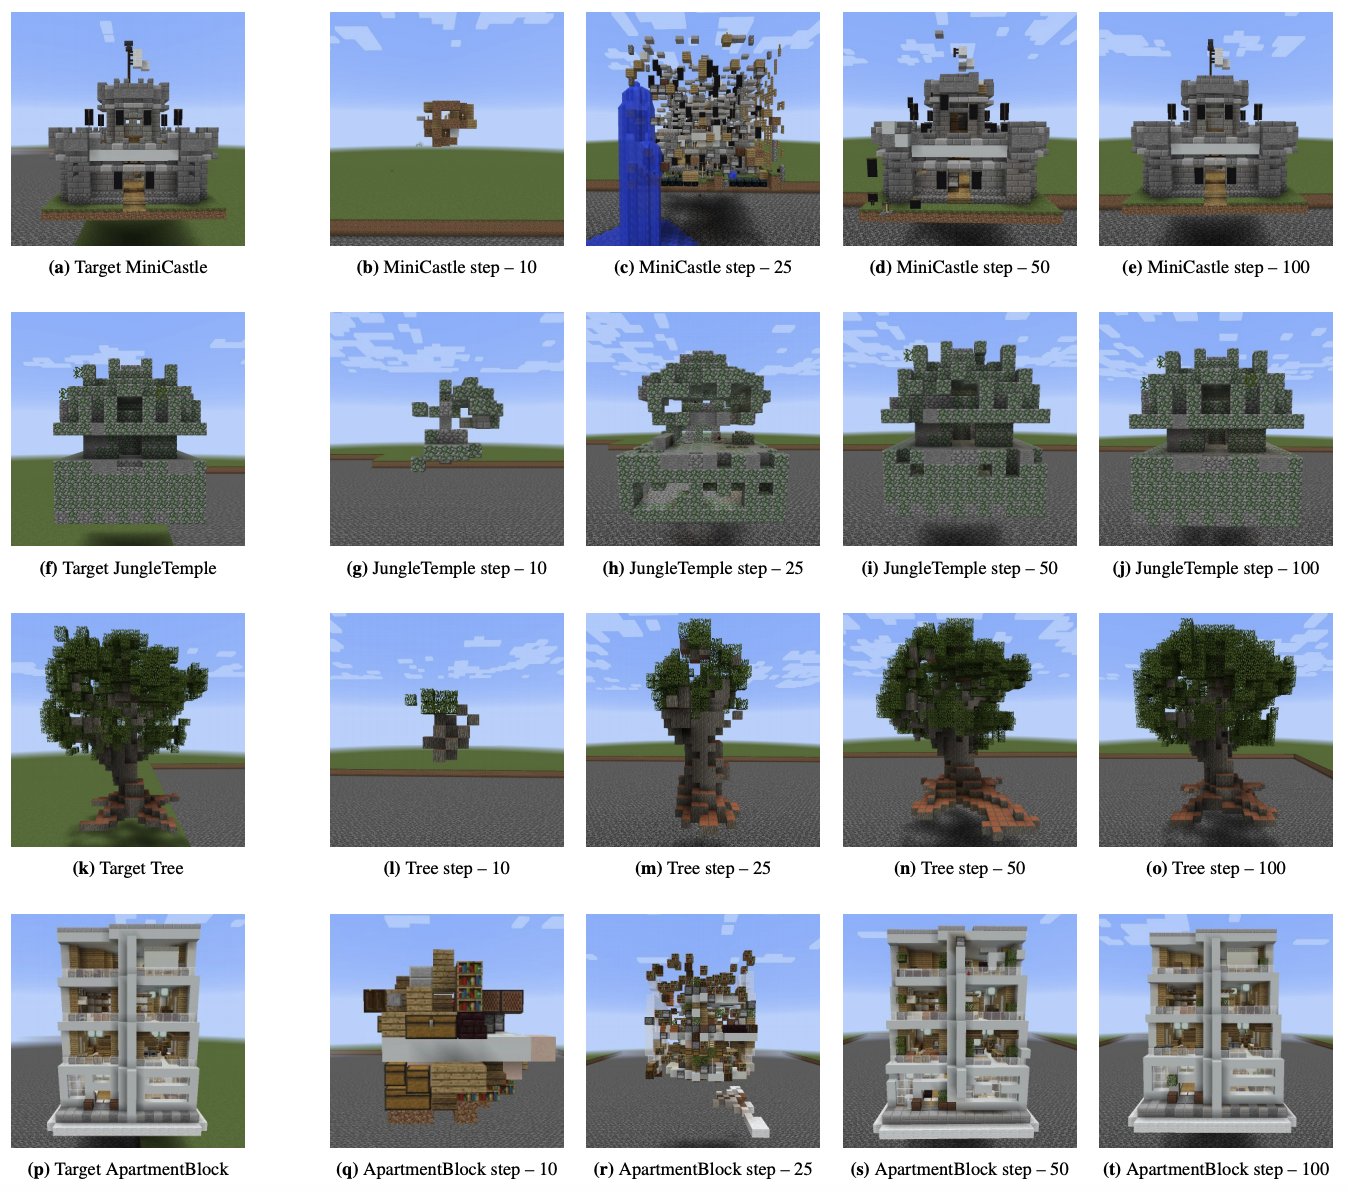 (a) Target MiniCastle
(b) MiniCastle step – 10
(c) MiniCastle step – 25
(d) MiniCastle step – 50
(e) MiniCastle step – 100
(f) Target JungleTemple
(g) JungleTemple step – 10
(h) JungleTemple step – 25
(i) JungleTemple step – 50
(j) JungleTemple step – 100
(k) Target Tree
(l) Tree step – 10
(m) Tree step – 25
(n) Tree step – 50
(o) Tree step – 100
(p) Target ApartmentBlock
(q) ApartmentBlock step – 10
(r) ApartmentBlock step – 25
(s) ApartmentBlock step – 50
(t) ApartmentBlock step – 100